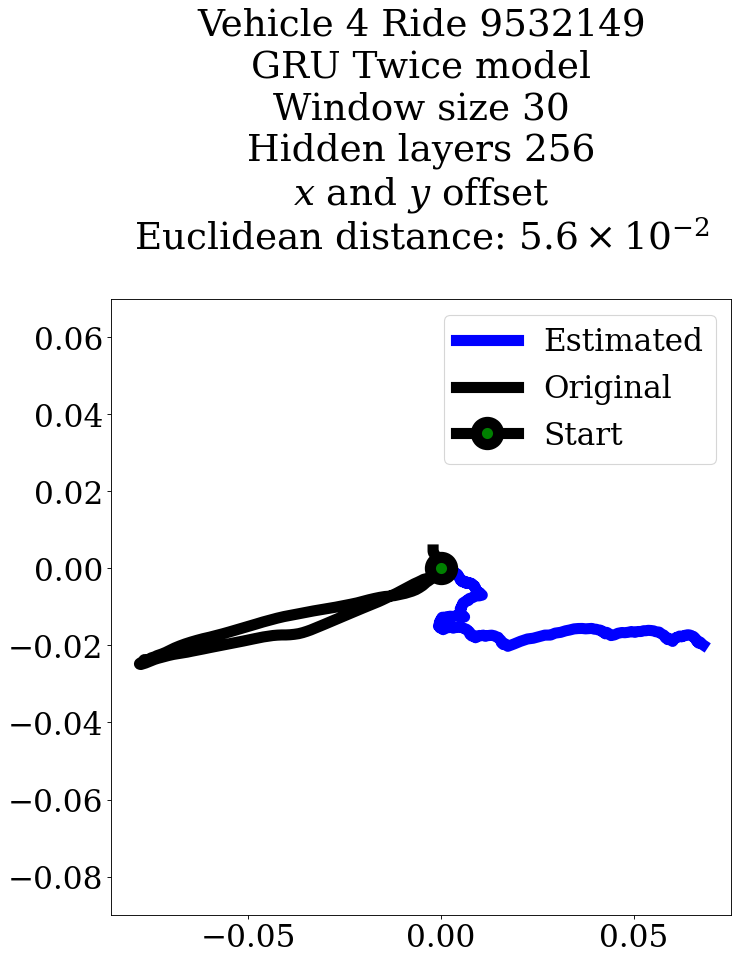 Vehicle 4 Ride 9532149
GRU Twice model
Window size 30
Hidden layers 256
x and y offset
Euclidean distance: 5.6 × 10⁻²
Estimated
Original
Start
0.06
0.04
0.02
0.00
−0.02
−0.04
−0.06
−0.08
−0.05 0.00 0.05